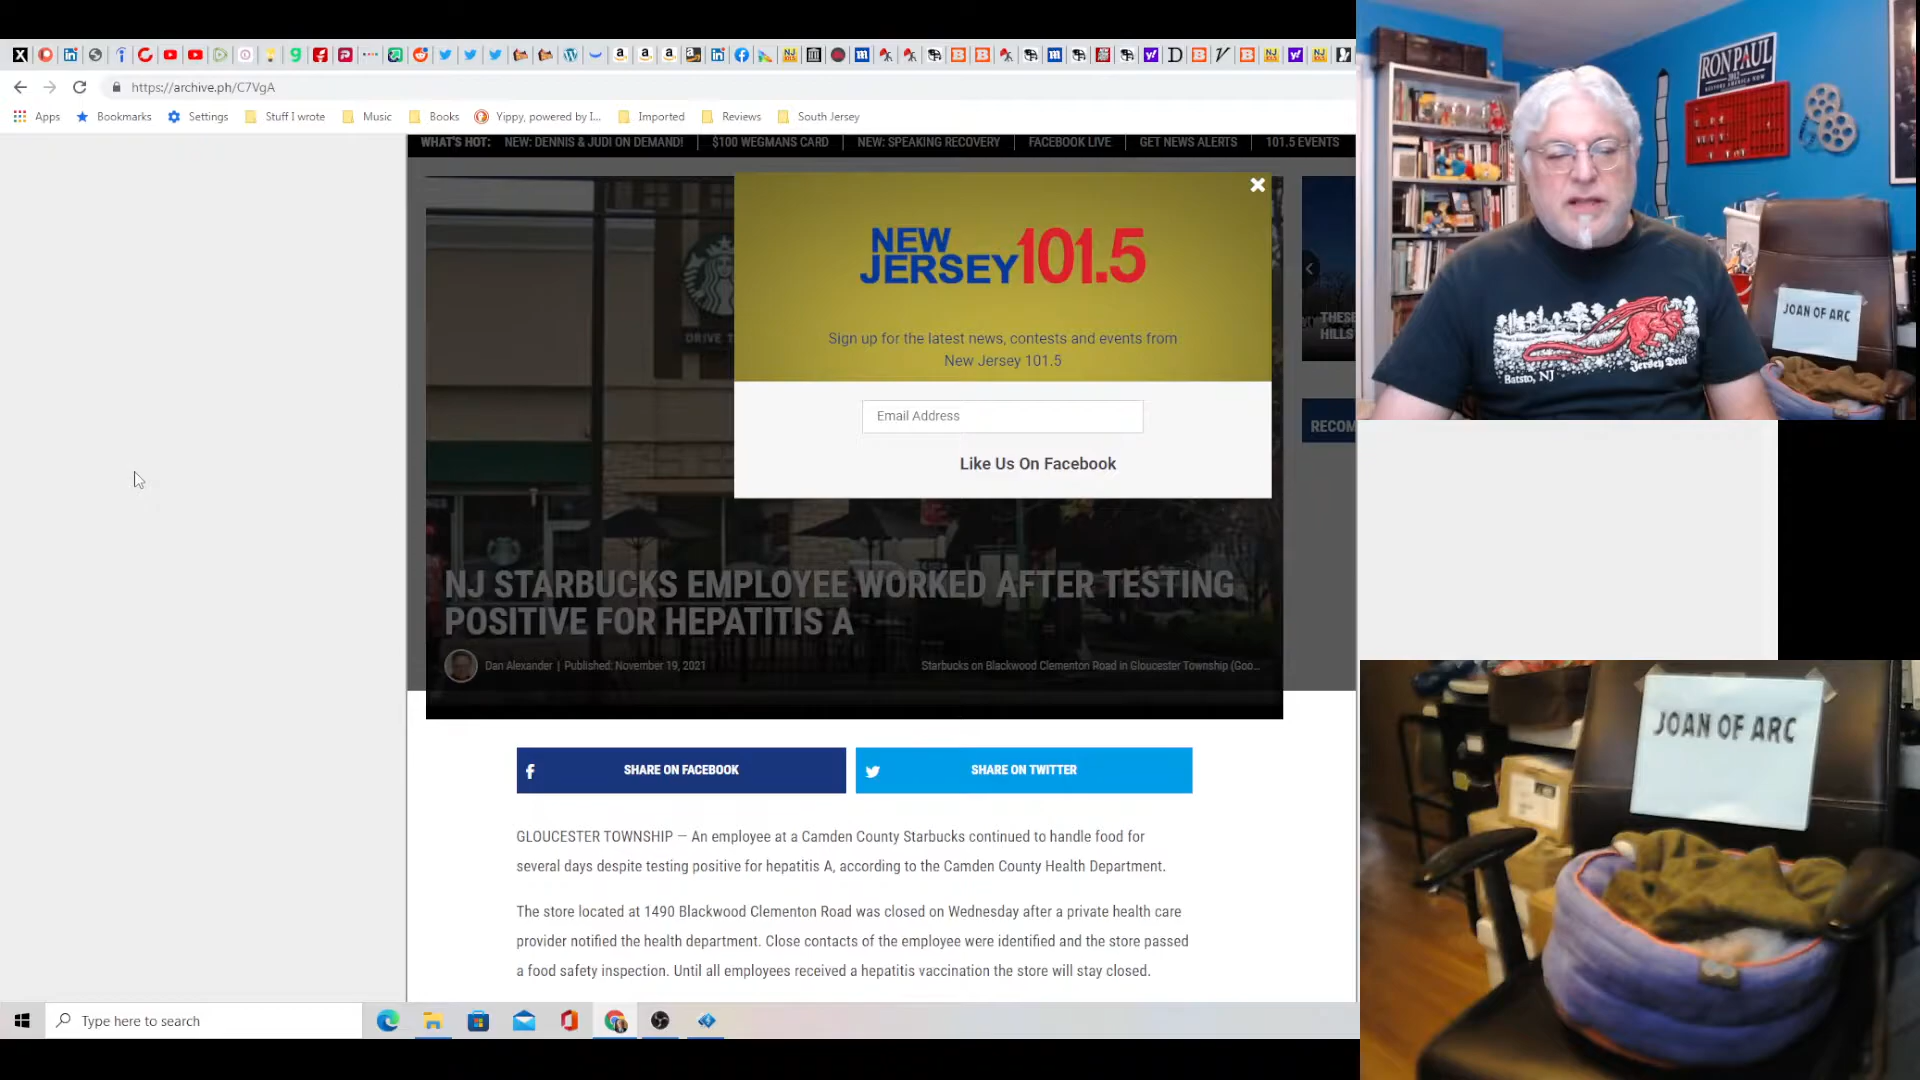 https://archive.ph/C7VgA
Apps
Bookmarks
Settings
Stuff I wrote
Music
Books
Yippy, powered by I...
Imported
Reviews
South Jersey
WHAT'S HOT:
NEW: DENNIS & JUDI ON DEMAND!
$100 WEGMANS CARD
NEW: SPEAKING RECOVERY
FACEBOOK LIVE
GET NEWS ALERTS
101.5 EVENTS
NEW JERSEY 101.5
Sign up for the latest news, contests and events from
New Jersey 101.5
Email Address
Like Us On Facebook
DRIVE T
THESE
HILLS
RECOM
NJ STARBUCKS EMPLOYEE WORKED AFTER TESTING
POSITIVE FOR HEPATITIS A
Dan Alexander | Published: November 19, 2021
Starbucks on Blackwood Clementon Road in Gloucester Township (Goo...
SHARE ON FACEBOOK
SHARE ON TWITTER
GLOUCESTER TOWNSHIP — An employee at a Camden County Starbucks continued to handle food for
several days despite testing positive for hepatitis A, according to the Camden County Health Department.
The store located at 1490 Blackwood Clementon Road was closed on Wednesday after a private health care
provider notified the health department. Close contacts of the employee were identified and the store passed
a food safety inspection. Until all employees received a hepatitis vaccination the store will stay closed.
Type here to search
RON PAUL
2012
RESTORE AMERICA NOW
JOAN OF ARC
Batsto, NJ
Jersey Devil
JOAN OF ARC